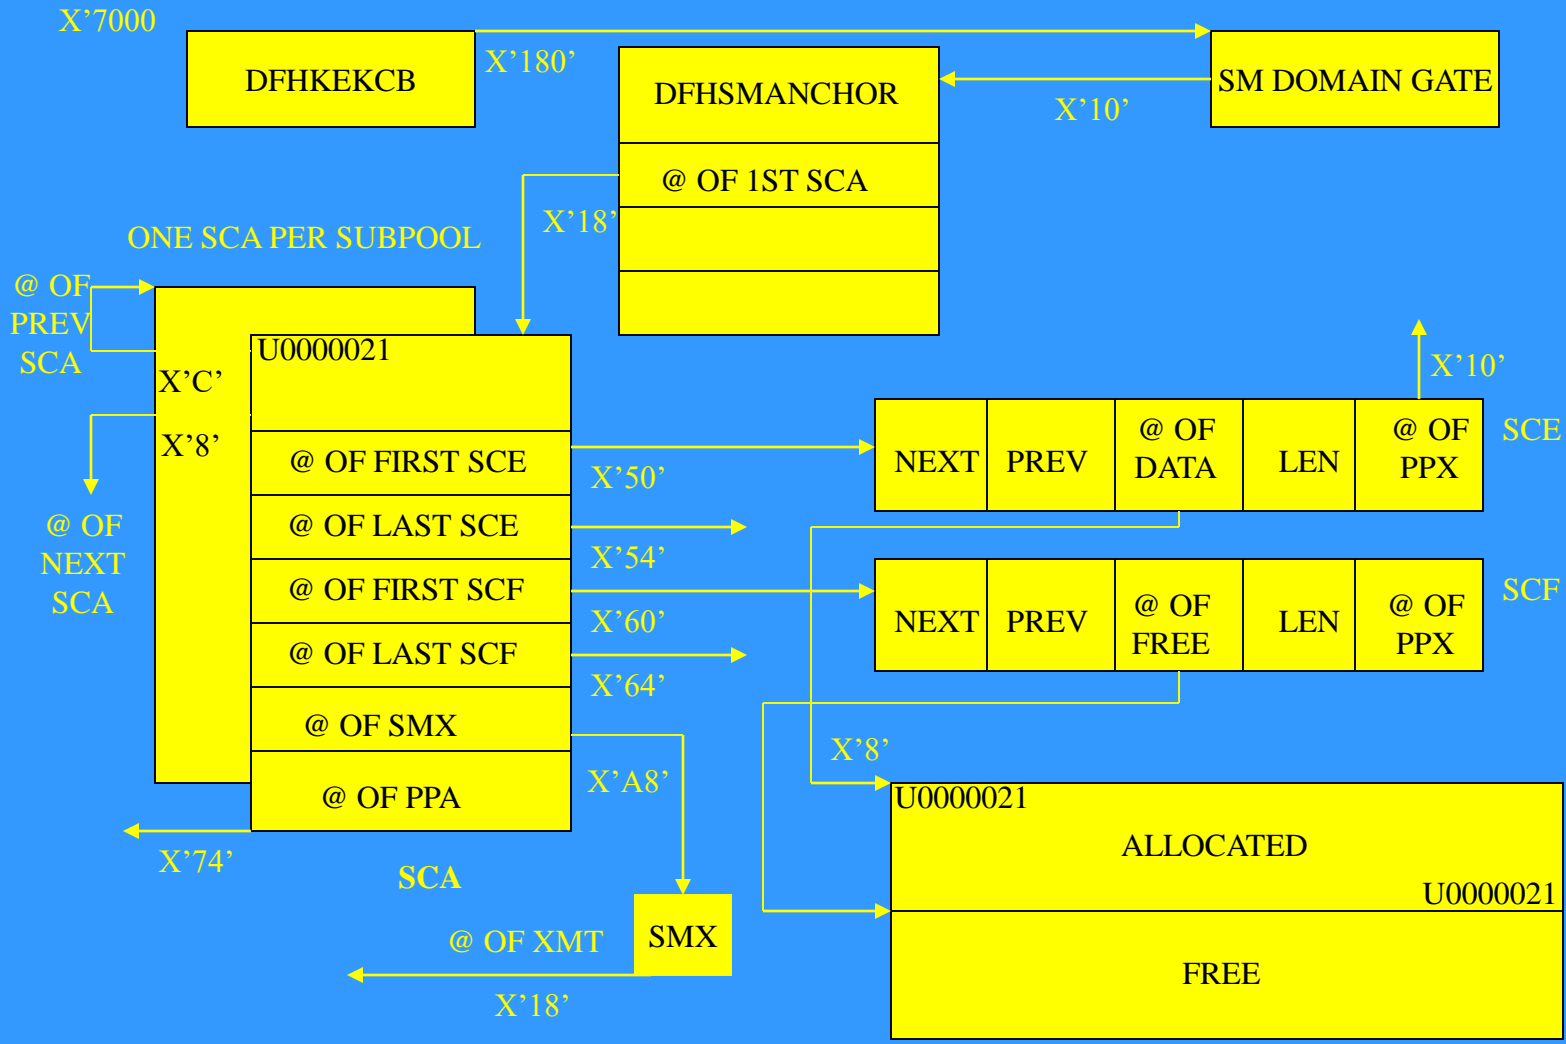 X’7000
DFHKEKCB
X’180’
DFHSMANCHOR
X’10’
SM DOMAIN GATE
@ OF 1ST SCA
X’18’
ONE SCA PER SUBPOOL
@ OF
PREV
SCA
U0000021
X’C’
X’8’
@ OF
NEXT
SCA
@ OF FIRST SCE
X’50’
@ OF LAST SCE
X’54’
@ OF FIRST SCF
X’60’
@ OF LAST SCF
X’64’
@ OF SMX
X’A8’
@ OF PPA
X’74’
SCA
X’10’
NEXT
PREV
@ OF
DATA
LEN
@ OF
PPX
SCE
NEXT
PREV
@ OF
FREE
LEN
@ OF
PPX
SCF
X’8’
U0000021
ALLOCATED
U0000021
FREE
SMX
@ OF XMT
X’18’